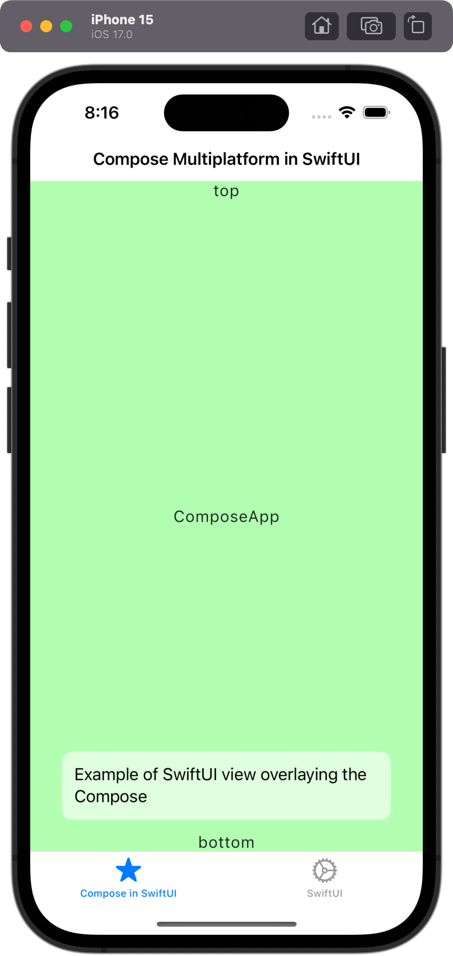 iPhone 15
iOS 17.0
8:16
Compose Multiplatform in SwiftUI
top
ComposeApp
Example of SwiftUI view overlaying the
Compose
bottom
Compose in SwiftUI
SwiftUI